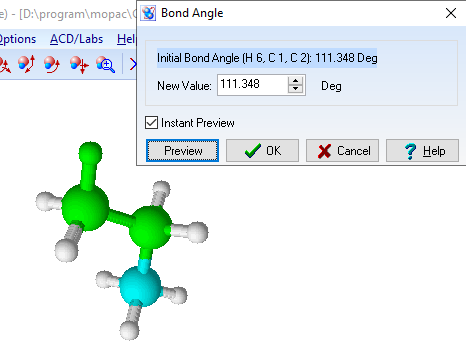 e) - [D:\program\mopac\C
Options ACD/Labs He
Bond Angle
Initial Bond Angle (H 6, C 1, C 2): 111.348 Deg
New Value: 111.348 Deg
Instant Preview
Preview OK Cancel Help